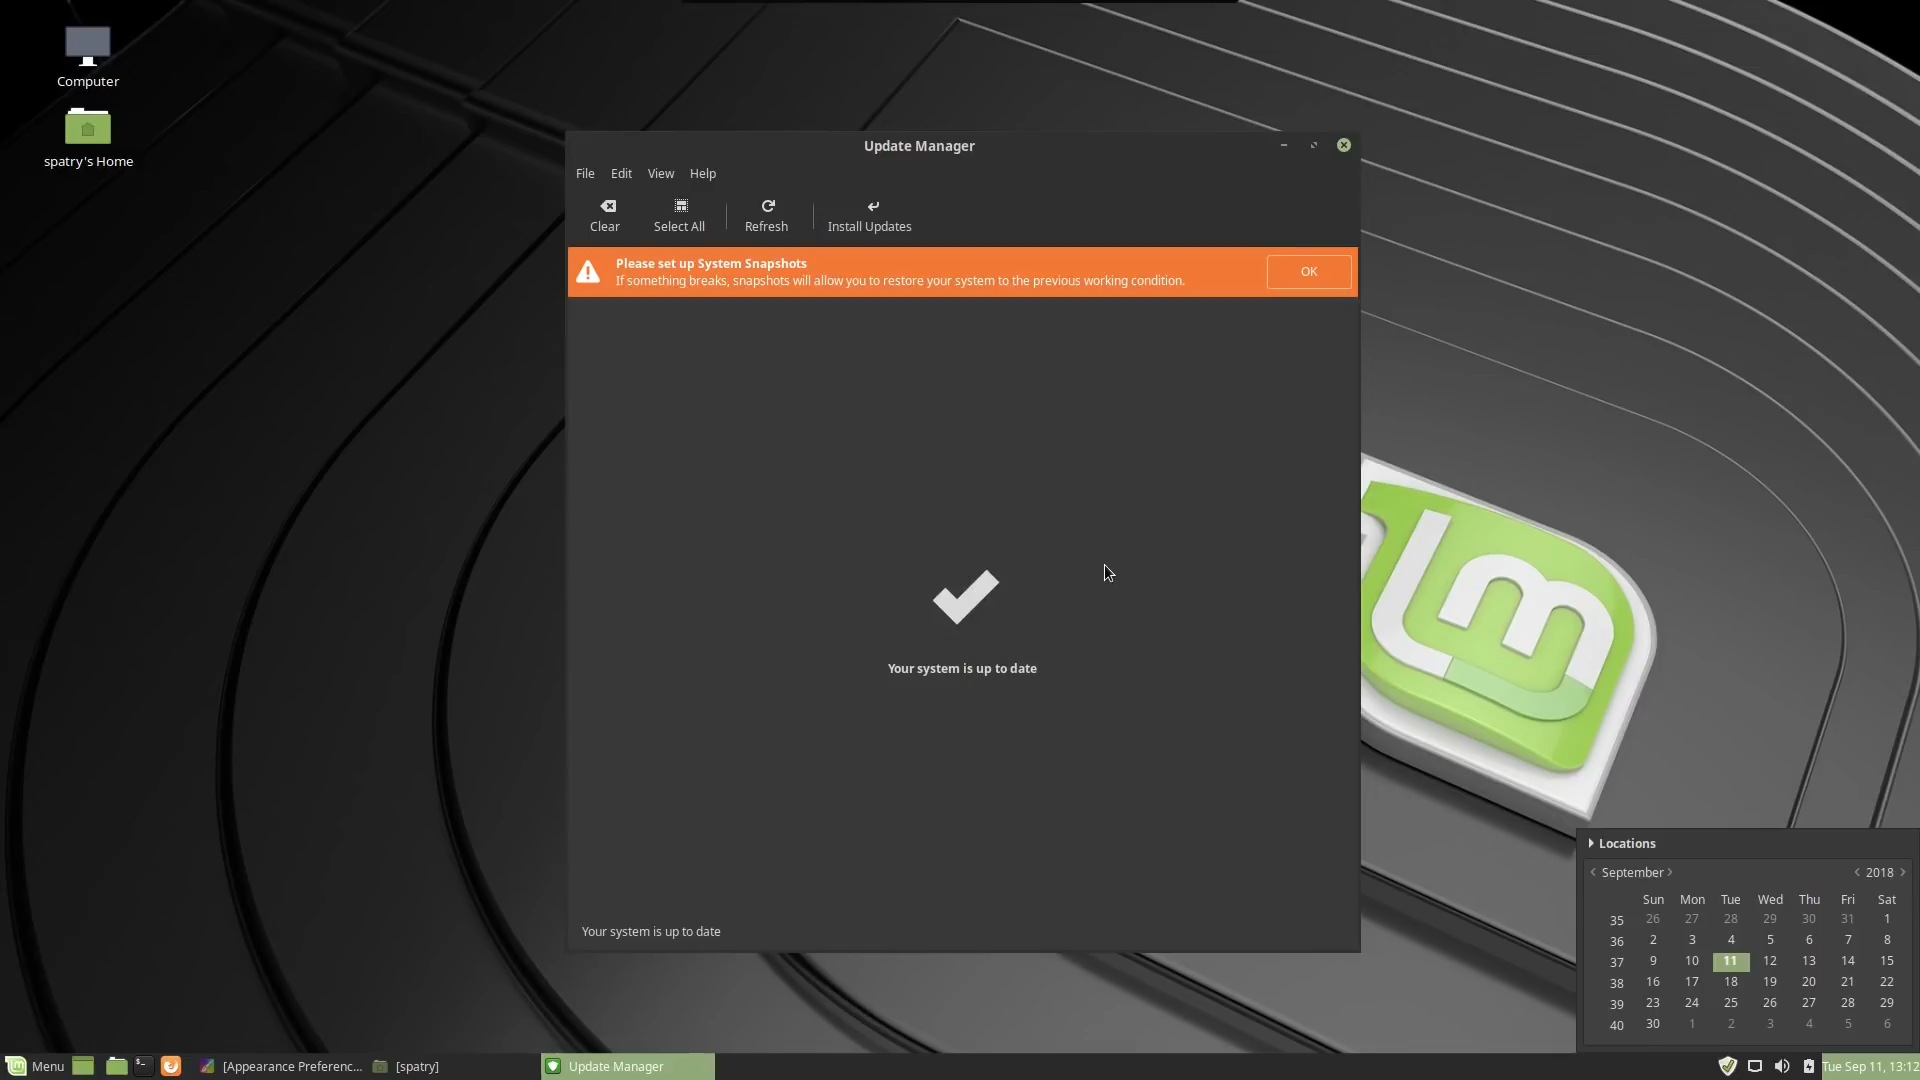 Computer
spatry's Home
Update Manager
File Edit View Help
Clear Select All Refresh Install Updates
Please set up System Snapshots
If something breaks, snapshots will allow you to restore your system to the previous working condition.
OK
Your system is up to date
Your system is up to date
Locations
September 2018
Sun Mon Tue Wed Thu Fri Sat
35 26 27 28 29 30 31 1
36 2 3 4 5 6 7 8
37 9 10 11 12 13 14 15
38 16 17 18 19 20 21 22
39 23 24 25 26 27 28 29
40 30 1 2 3 4 5 6
Menu [Appearance Preferenc... [spatry] Update Manager Tue Sep 11, 13:12